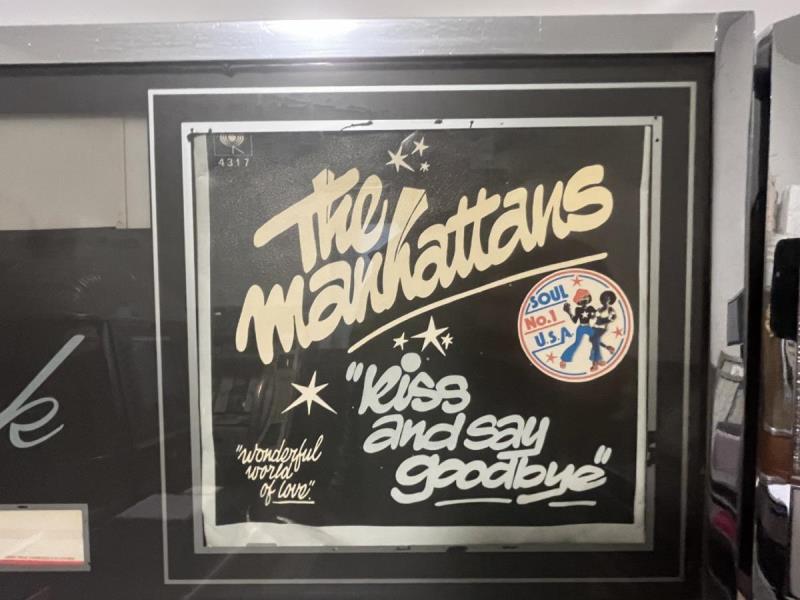 4317
The
manhattans
SOUL
No.1
U.S.A
"Kiss
and say
goodbye"
"wonderful
world
of love".
k